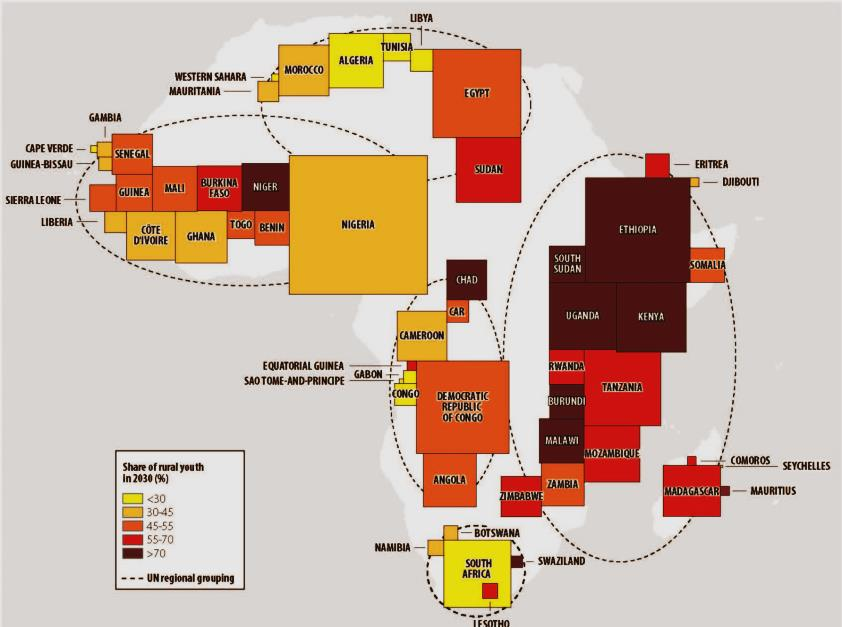 LIBYA
TUNISIA
ALGERIA
MOROCCO
WESTERN SAHARA
MAURITANIA
EGYPT
SUDAN
GAMBIA
CAPE VERDE
SENEGAL
GUINEA-BISSAU
GUINEA
MALI
BURKINA
FASO
NIGER
SIERRA LEONE
LIBERIA
CÔTE
D'IVOIRE
GHANA
TOGO
BENIN
NIGERIA
ERITREA
DJIBOUTI
ETHIOPIA
SOUTH
SUDAN
SOMALIA
UGANDA
KENYA
CHAD
CAR
CAMEROON
EQUATORIAL GUINEA
GABON
SAO TOME-AND-PRINCIPE
CONGO
DEMOCRATIC
REPUBLIC
OF CONGO
ANGOLA
RWANDA
TANZANIA
BURUNDI
MALAWI
MOZAMBIQUE
ZAMBIA
ZIMBABWE
COMOROS
SEYCHELLES
MADAGASCAR
MAURITIUS
BOTSWANA
NAMIBIA
SOUTH
AFRICA
SWAZILAND
LESOTHO
Share of rural youth
in 2030 (%)
<30
30-45
45-55
55-70
>70
UN regional grouping